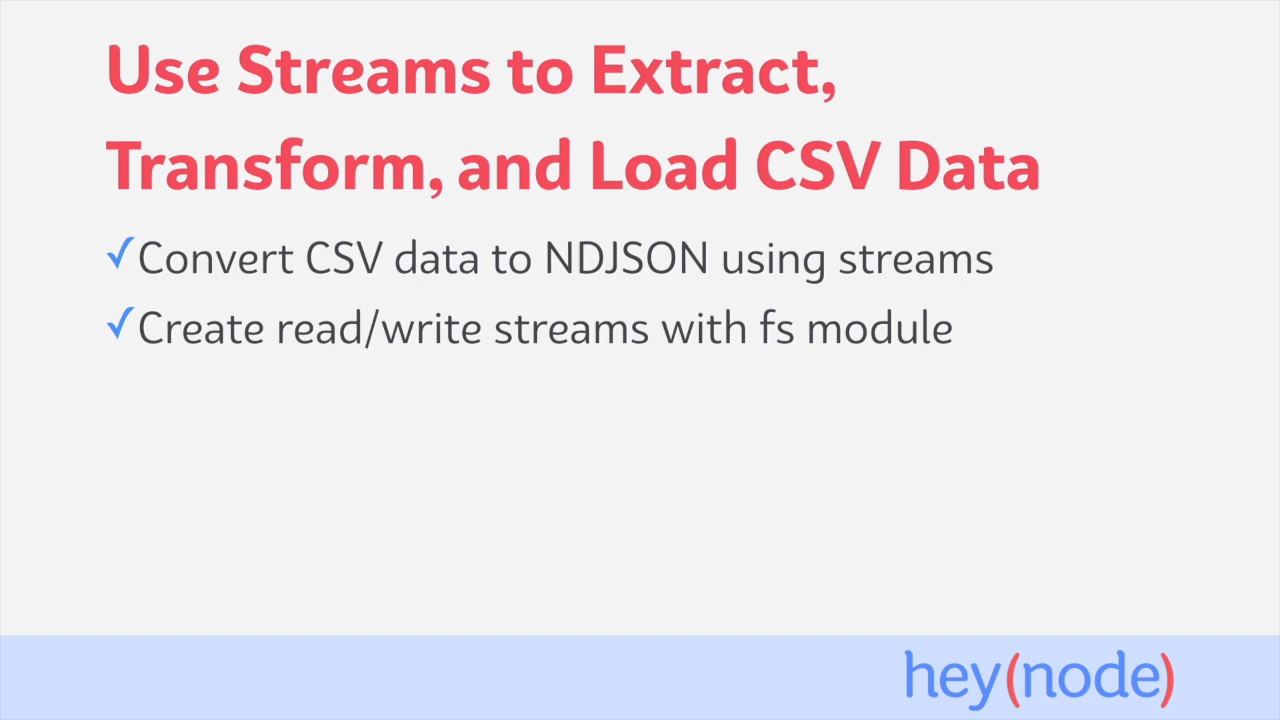 Use Streams to Extract,
Transform, and Load CSV Data
✓Convert CSV data to NDJSON using streams
✓Create read/write streams with fs module
hey(node)